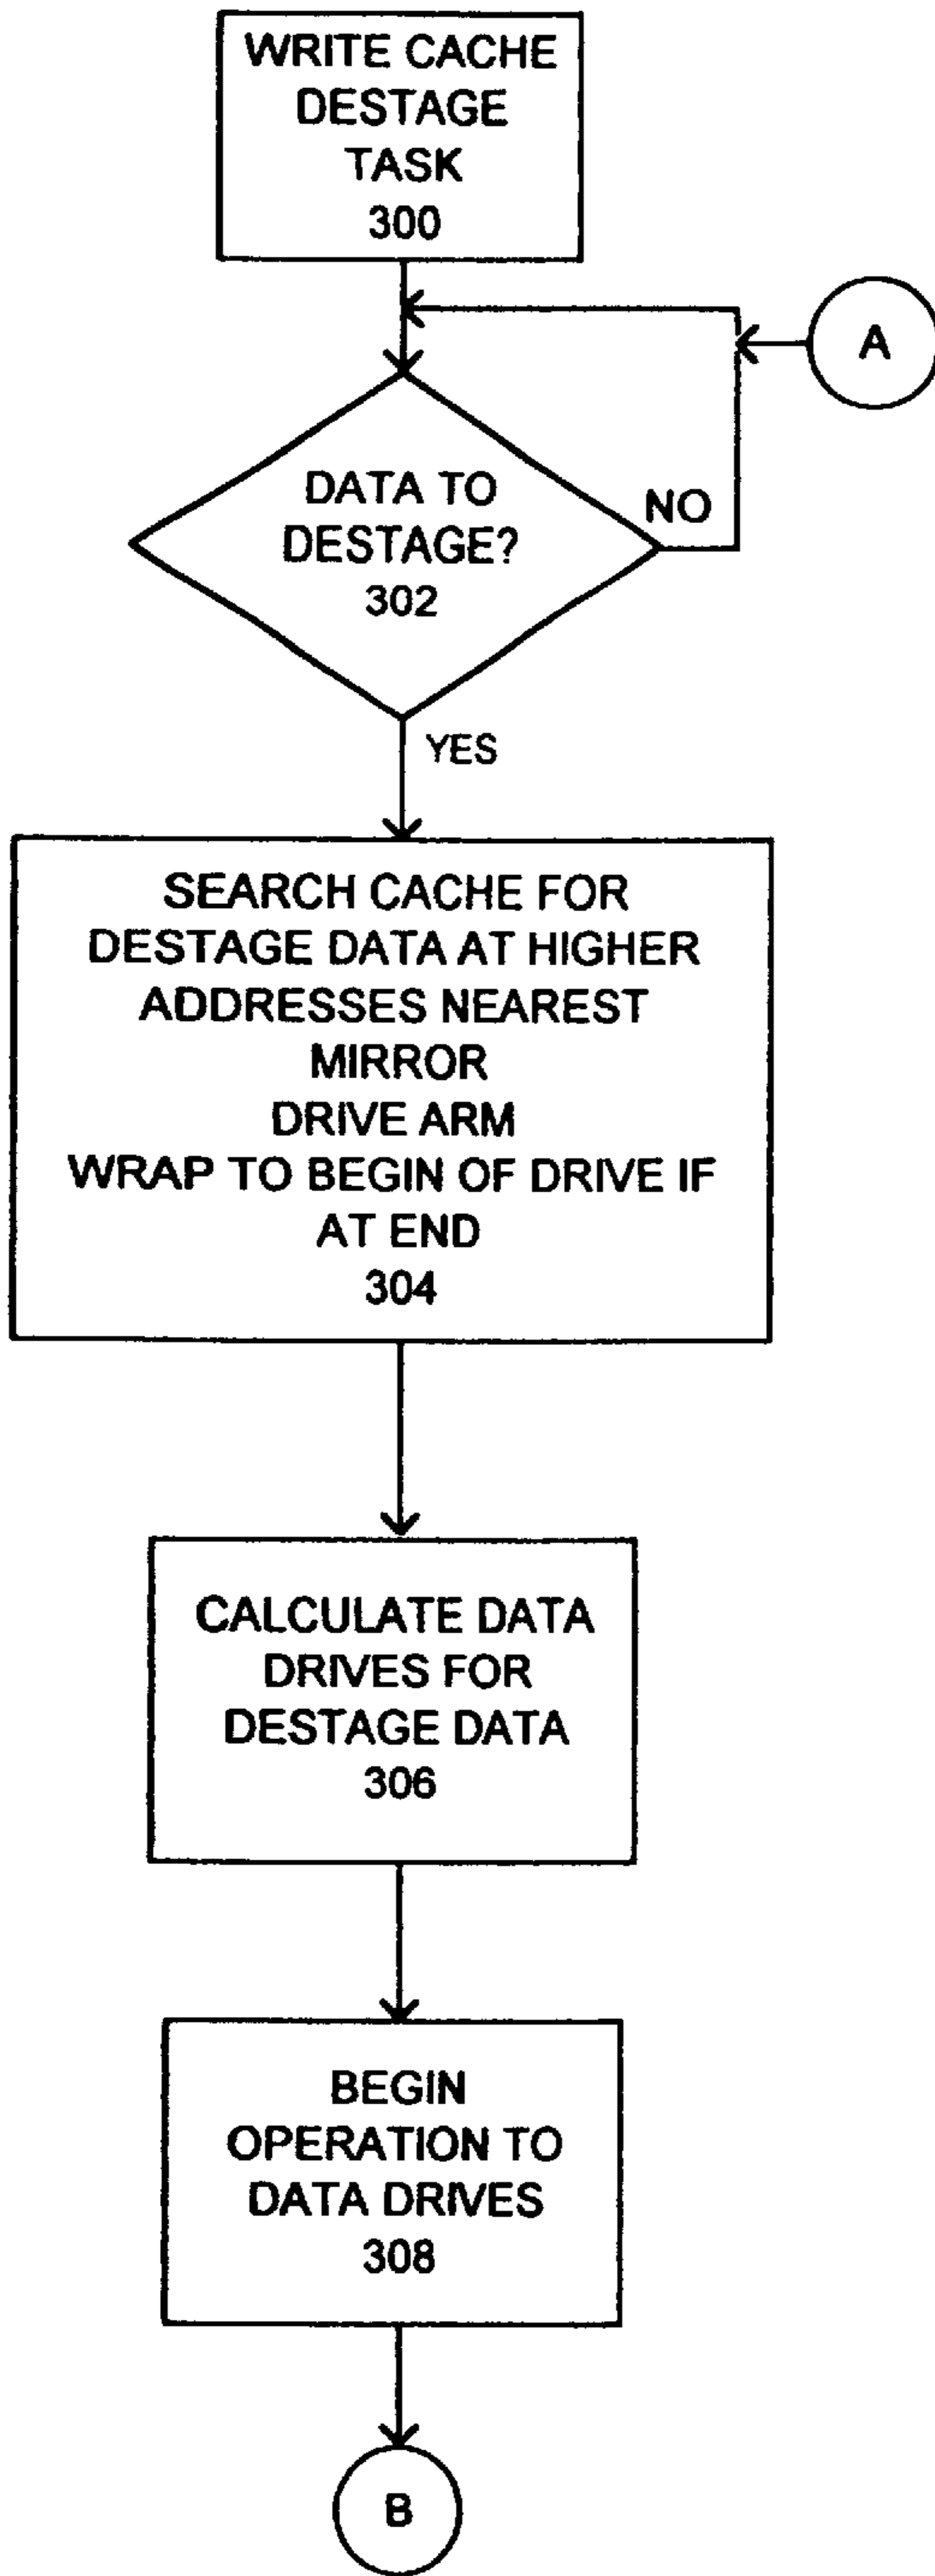 WRITE CACHE
DESTAGE
TASK
300
A
DATA TO
DESTAGE?
302
NO
YES
SEARCH CACHE FOR
DESTAGE DATA AT HIGHER
ADDRESSES NEAREST
MIRROR
DRIVE ARM
WRAP TO BEGIN OF DRIVE IF
AT END
304
CALCULATE DATA
DRIVES FOR
DESTAGE DATA
306
BEGIN
OPERATION TO
DATA DRIVES
308
B